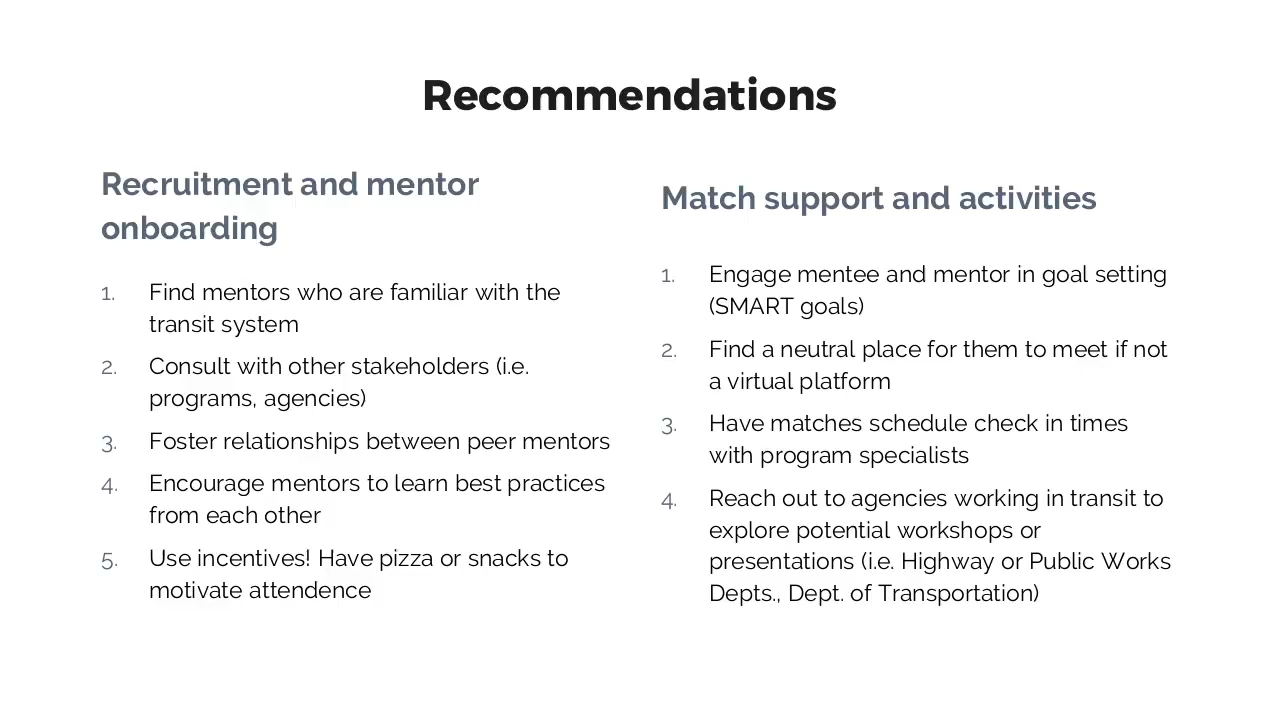 Recommendations
Recruitment and mentor
onboarding
1. Find mentors who are familiar with the
transit system
2. Consult with other stakeholders (i.e.
programs, agencies)
3. Foster relationships between peer mentors
4. Encourage mentors to learn best practices
from each other
5. Use incentives! Have pizza or snacks to
motivate attendence
Match support and activities
1. Engage mentee and mentor in goal setting
(SMART goals)
2. Find a neutral place for them to meet if not
a virtual platform
3. Have matches schedule check in times
with program specialists
4. Reach out to agencies working in transit to
explore potential workshops or
presentations (i.e. Highway or Public Works
Depts., Dept. of Transportation)